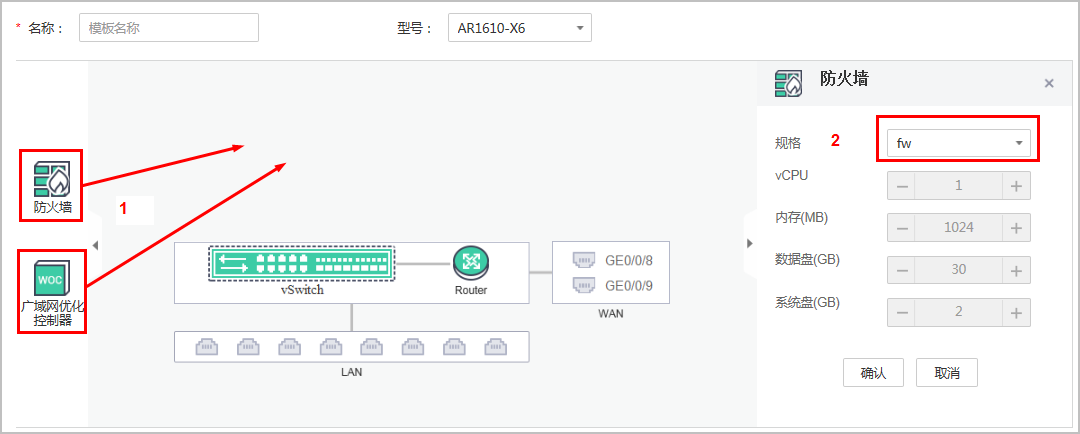 * 名称： 模板名称 型号： AR1610-X6
防火墙
1
WOC
广域网优化
控制器
vSwitch
Router
GE0/0/8
GE0/0/9
WAN
LAN
防火墙 ×
规格 2 fw
vCPU － 1 ＋
内存(MB) － 1024 ＋
数据盘(GB) － 30 ＋
系统盘(GB) － 2 ＋
确认 取消